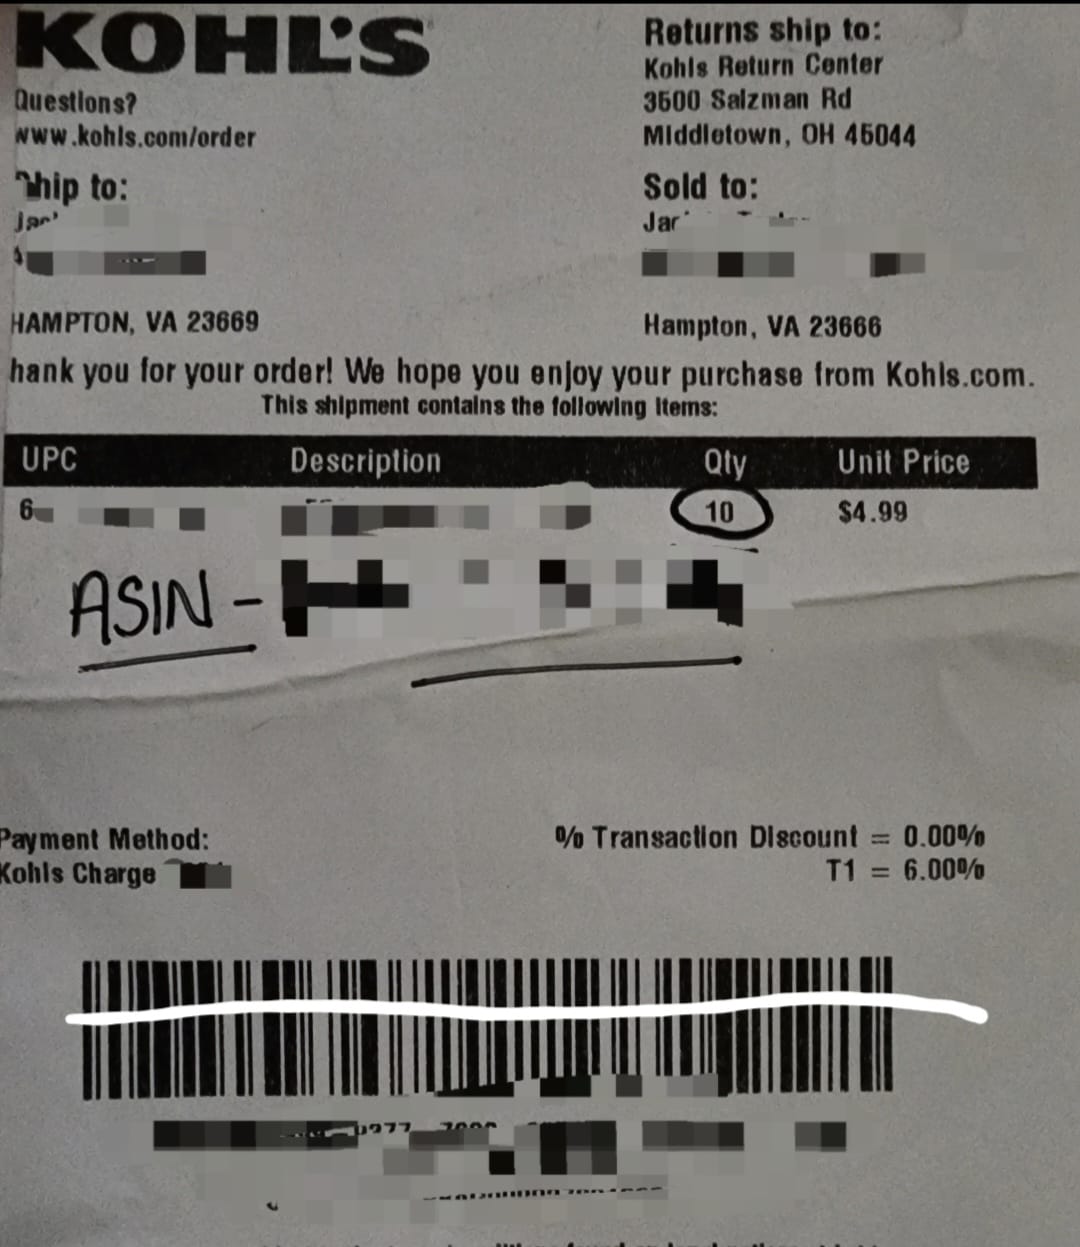 KOHL'S
Questions?
www.kohls.com/order
Returns ship to:
Kohls Return Center
3500 Salzman Rd
Middletown, OH 45044
Ship to:
HAMPTON, VA 23669
Sold to:
Jar
Hampton, VA 23666
hank you for your order! We hope you enjoy your purchase from Kohls.com.
This shipment contains the following items:
UPC Description Qty Unit Price
6 10 $4.99
ASIN -
Payment Method:
Kohls Charge
% Transaction Discount = 0.00%
T1 = 6.00%